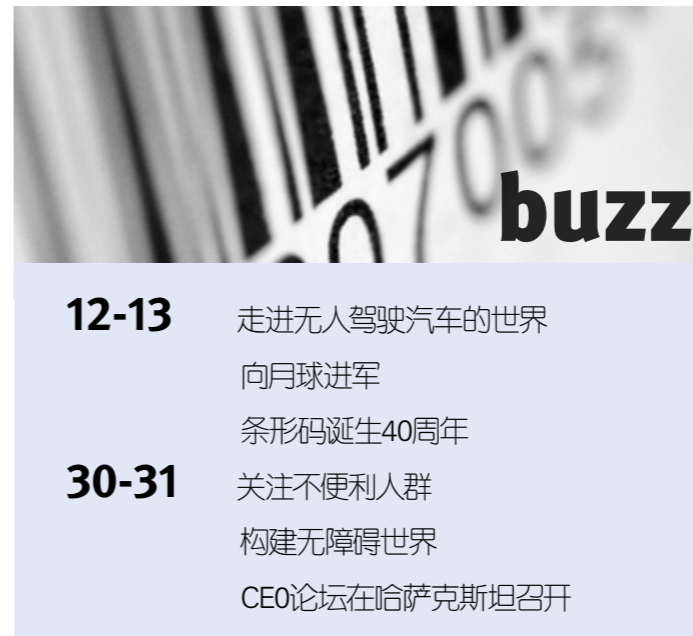 97005
buzz
12-13 走进无人驾驶汽车的世界
向月球进军
条形码诞生40周年
30-31 关注不便利人群
构建无障碍世界
CEO论坛在哈萨克斯坦召开